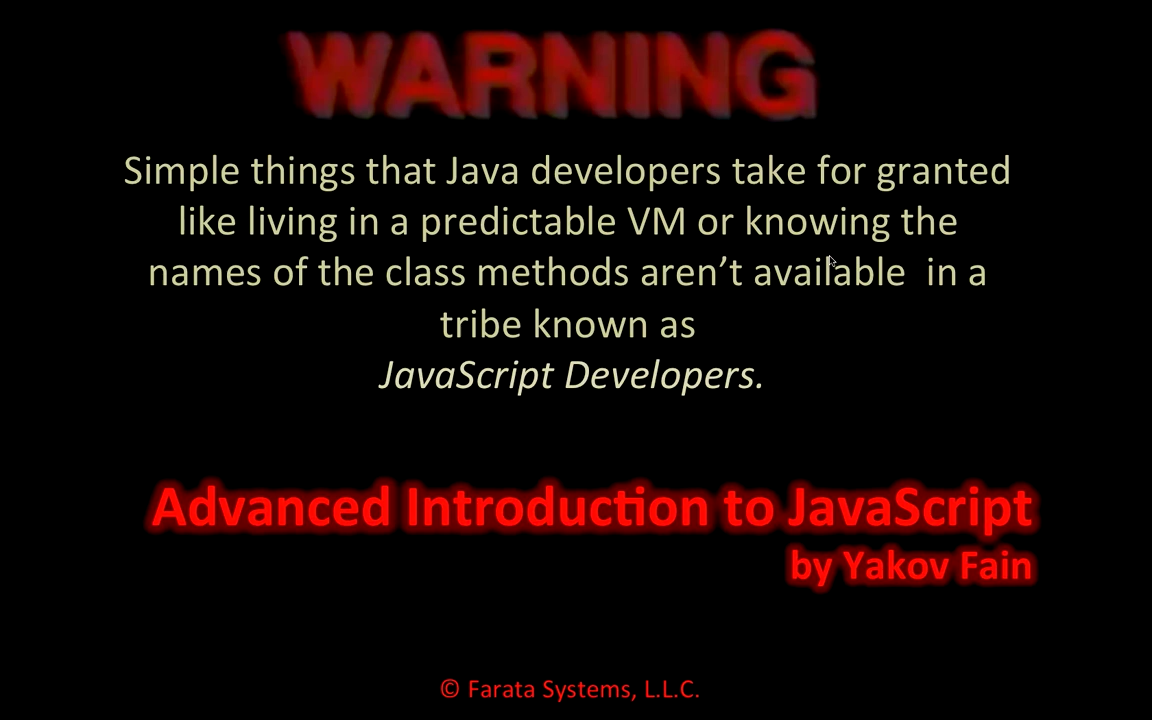 WARNING
Simple things that Java developers take for granted
like living in a predictable VM or knowing the
names of the class methods aren’t available  in a
tribe known as
JavaScript Developers.
Advanced Introduction to JavaScript
by Yakov Fain
© Farata Systems, L.L.C.